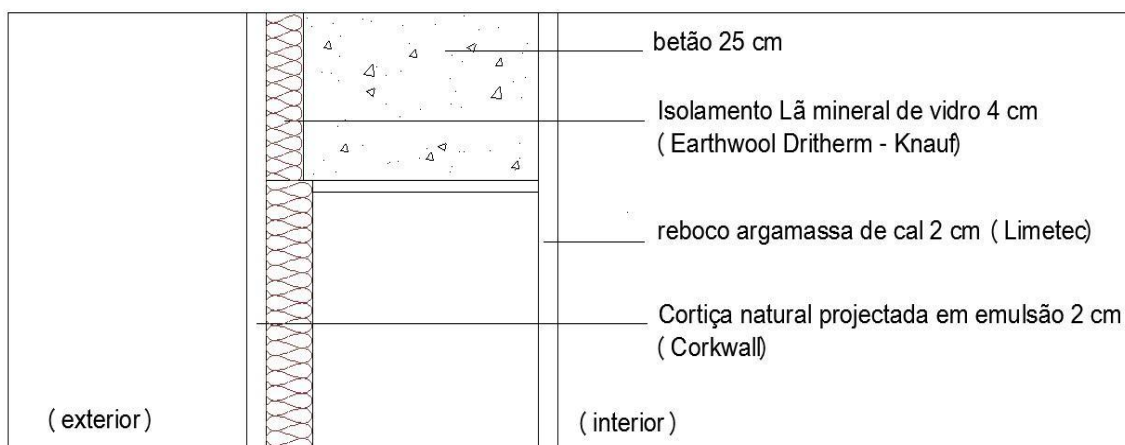 betão 25 cm
Isolamento Lã mineral de vidro 4 cm
( Earthwool Dritherm - Knauf)
reboco argamassa de cal 2 cm ( Limetec)
Cortiça natural projectada em emulsão 2 cm
( Corkwall)
( exterior )
( interior )